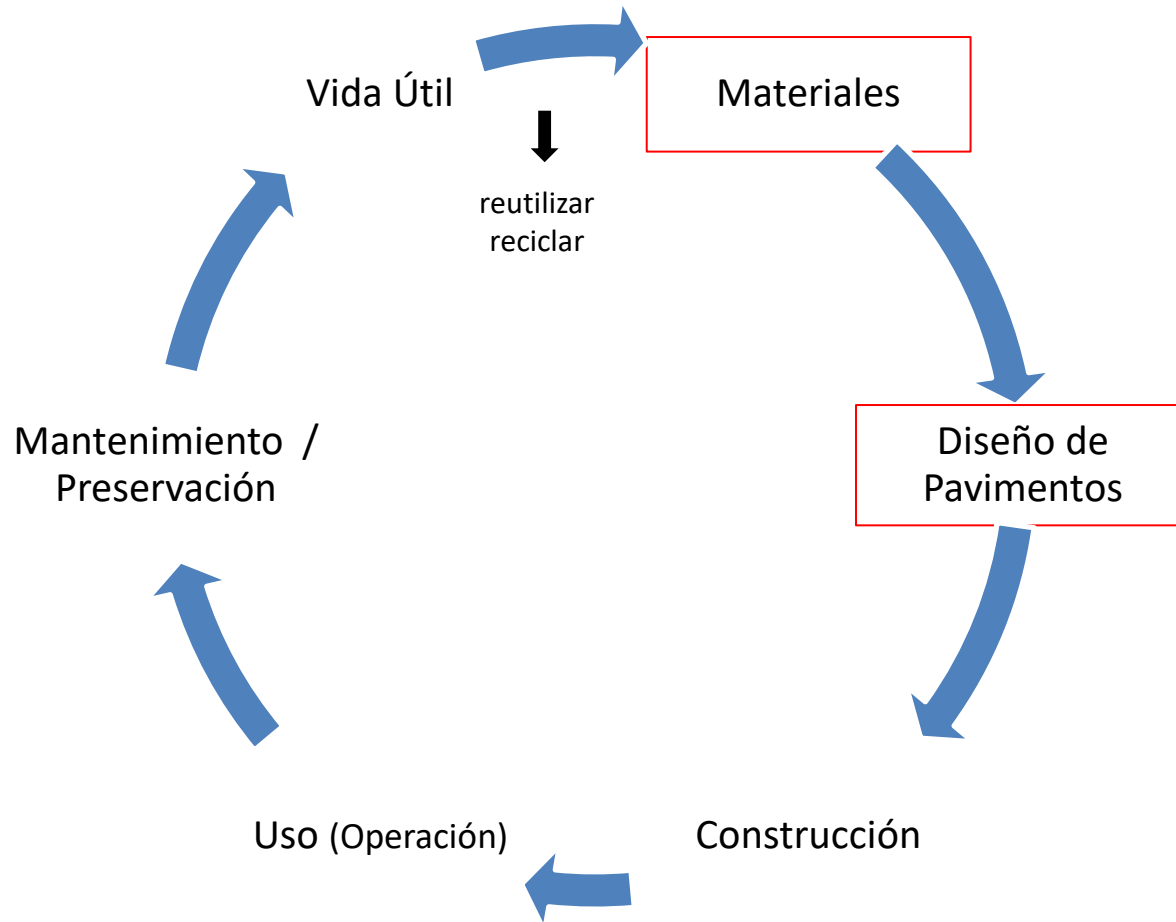 Vida Útil
Materiales
reutilizar
reciclar
Diseño de
Pavimentos
Construcción
Uso (Operación)
Mantenimiento /
Preservación